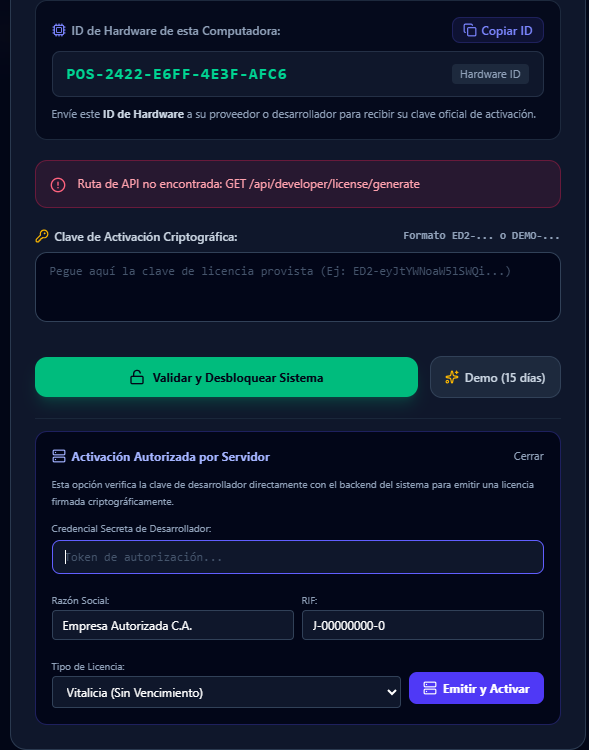 ID de Hardware de esta Computadora:
Copiar ID
POS-2422-E6FF-4E3F-AFC6
Hardware ID
Envíe este ID de Hardware a su proveedor o desarrollador para recibir su clave oficial de activación.
Ruta de API no encontrada: GET /api/developer/license/generate
Clave de Activación Criptográfica:
Formato ED2-... o DEMO-...
Pegue aquí la clave de licencia provista (Ej: ED2-eyJtYWNoaW5lSWQi...)
Validar y Desbloquear Sistema
Demo (15 días)
Activación Autorizada por Servidor
Cerrar
Esta opción verifica la clave de desarrollador directamente con el backend del sistema para emitir una licencia
firmada criptográficamente.
Credencial Secreta de Desarrollador:
Token de autorización...
Razón Social:
RIF:
Empresa Autorizada C.A.
J-00000000-0
Tipo de Licencia:
Vitalicia (Sin Vencimiento)
Emitir y Activar